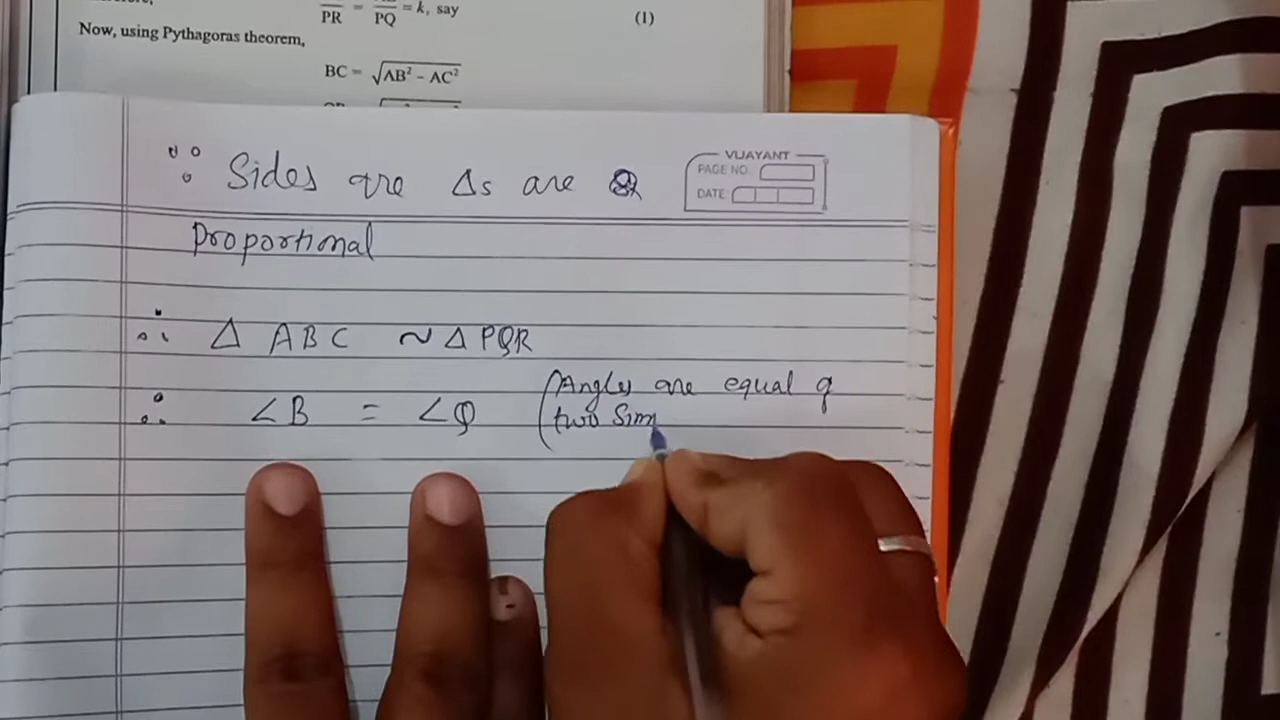 PR = PQ = k, say (1)
Now, using Pythagoras theorem,
BC = √AB² − AC²
∵ Sides are Δs are
VIJAYANT
PAGE NO.
DATE
Proportional
∴ Δ ABC ~ Δ PQR
∴ ∠B = ∠Q (Angles are equal of
two Sim